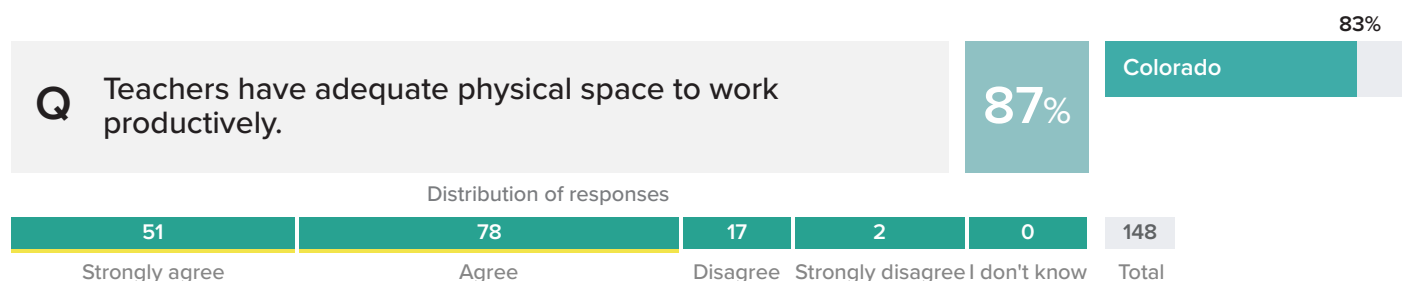 83%
Q
Teachers have adequate physical space to work
productively.
87%
Colorado
Distribution of responses
51 78 17 2 0 148
Strongly agree Agree Disagree Strongly disagree I don't know Total